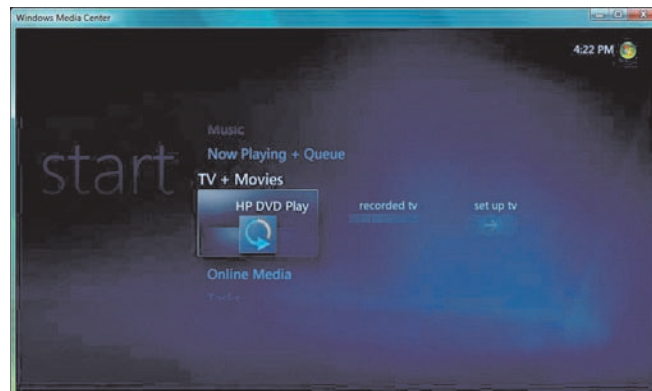 Windows Media Center
4:22 PM
start
Music
Now Playing + Queue
TV + Movies
HP DVD Play
recorded tv
set up tv
Online Media
Tasks